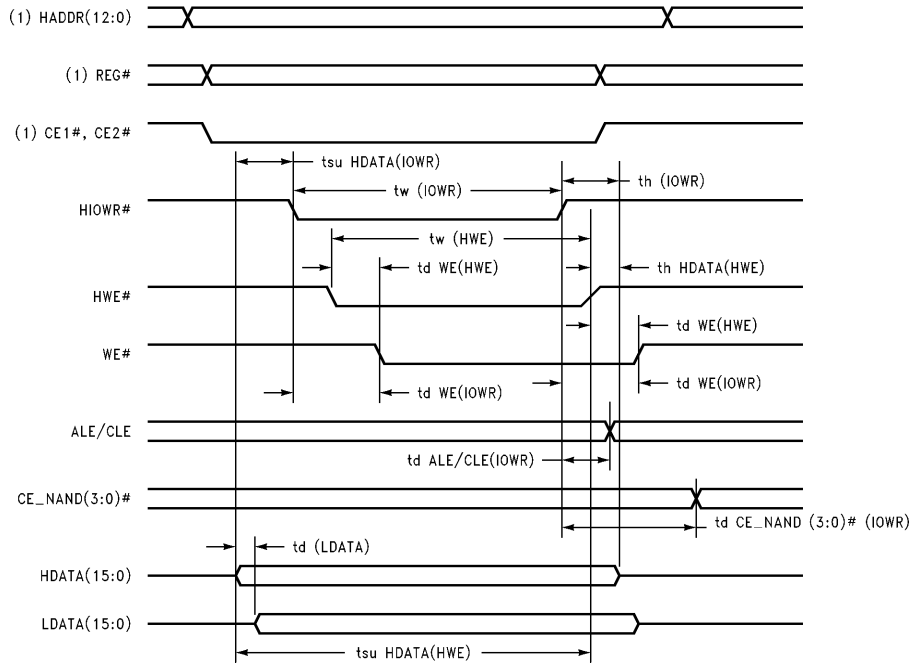 (1) HADDR(12:0)
(1) REG#
(1) CE1#, CE2#
tsu HDATA(IOWR)
tw (IOWR)
th (IOWR)
HIOWR#
tw (HWE)
td WE(HWE)
th HDATA(HWE)
HWE#
td WE(HWE)
WE#
td WE(IOWR)
td WE(IOWR)
ALE/CLE
td ALE/CLE(IOWR)
CE_NAND(3:0)#
td CE_NAND (3:0)# (IOWR)
td (LDATA)
HDATA(15:0)
LDATA(15:0)
tsu HDATA(HWE)